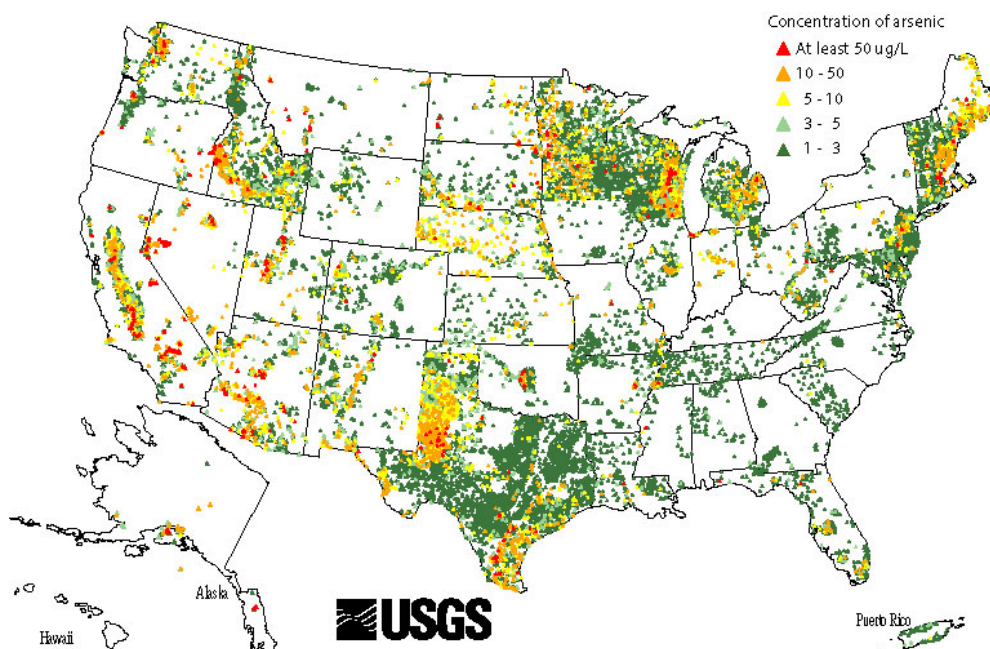 Concentration of arsenic
At least 50 ug/L
10 - 50
5 - 10
3 - 5
1 - 3
Alaska
Hawaii
USGS
Puerto Rico